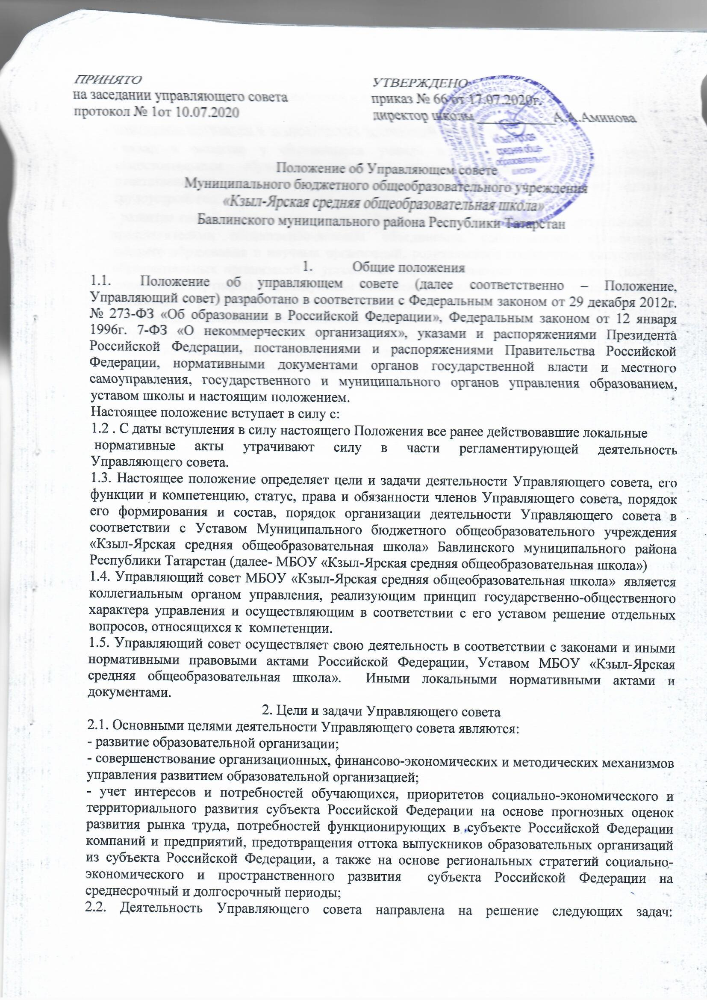 ПРИНЯТО
на заседании управляющего совета
протокол № 1от 10.07.2020
УТВЕРЖДЕНО
приказ № 66 от 17.07.2020г.
директор школы ____________А.А.Аминова
«Кзыл-Ярская
средняя обще-
образовательная
школа»
Положение об Управляющем совете
Муниципального бюджетного общеобразовательного учреждения
«Кзыл-Ярская средняя общеобразовательная школа»
Бавлинского муниципального района Республики Татарстан
1. Общие положения
1.1. Положение об управляющем совете (далее соответственно – Положение,
Управляющий совет) разработано в соответствии с Федеральным законом от 29 декабря 2012г.
№ 273-ФЗ «Об образовании в Российской Федерации», Федеральным законом от 12 января
1996г. 7-ФЗ «О некоммерческих организациях», указами и распоряжениями Президента
Российской Федерации, постановлениями и распоряжениями Правительства Российской
Федерации, нормативными документами органов государственной власти и местного
самоуправления, государственного и муниципального органов управления образованием,
уставом школы и настоящим положением.
Настоящее положение вступает в силу с:
1.2 . С даты вступления в силу настоящего Положения все ранее действовавшие локальные
нормативные акты утрачивают силу в части регламентирующей деятельность
Управляющего совета.
1.3. Настоящее положение определяет цели и задачи деятельности Управляющего совета, его
функции и компетенцию, статус, права и обязанности членов Управляющего совета, порядок
его формирования и состав, порядок организации деятельности Управляющего совета в
соответствии с Уставом Муниципального бюджетного общеобразовательного учреждения
«Кзыл-Ярская средняя общеобразовательная школа» Бавлинского муниципального района
Республики Татарстан (далее- МБОУ «Кзыл-Ярская средняя общеобразовательная школа»)
1.4. Управляющий совет МБОУ «Кзыл-Ярская средняя общеобразовательная школа» является
коллегиальным органом управления, реализующим принцип государственно-общественного
характера управления и осуществляющим в соответствии с его уставом решение отдельных
вопросов, относящихся к компетенции.
1.5. Управляющий совет осуществляет свою деятельность в соответствии с законами и иными
нормативными правовыми актами Российской Федерации, Уставом МБОУ «Кзыл-Ярская
средняя общеобразовательная школа». Иными локальными нормативными актами и
документами.
2. Цели и задачи Управляющего совета
2.1. Основными целями деятельности Управляющего совета являются:
- развитие образовательной организации;
- совершенствование организационных, финансово-экономических и методических механизмов
управления развитием образовательной организацией;
- учет интересов и потребностей обучающихся, приоритетов социально-экономического и
территориального развития субъекта Российской Федерации на основе прогнозных оценок
развития рынка труда, потребностей функционирующих в субъекте Российской Федерации
компаний и предприятий, предотвращения оттока выпускников образовательных организаций
из субъекта Российской Федерации, а также на основе региональных стратегий социально-
экономического и пространственного развития субъекта Российской Федерации на
среднесрочный и долгосрочный периоды;
2.2. Деятельность Управляющего совета направлена на решение следующих задач: